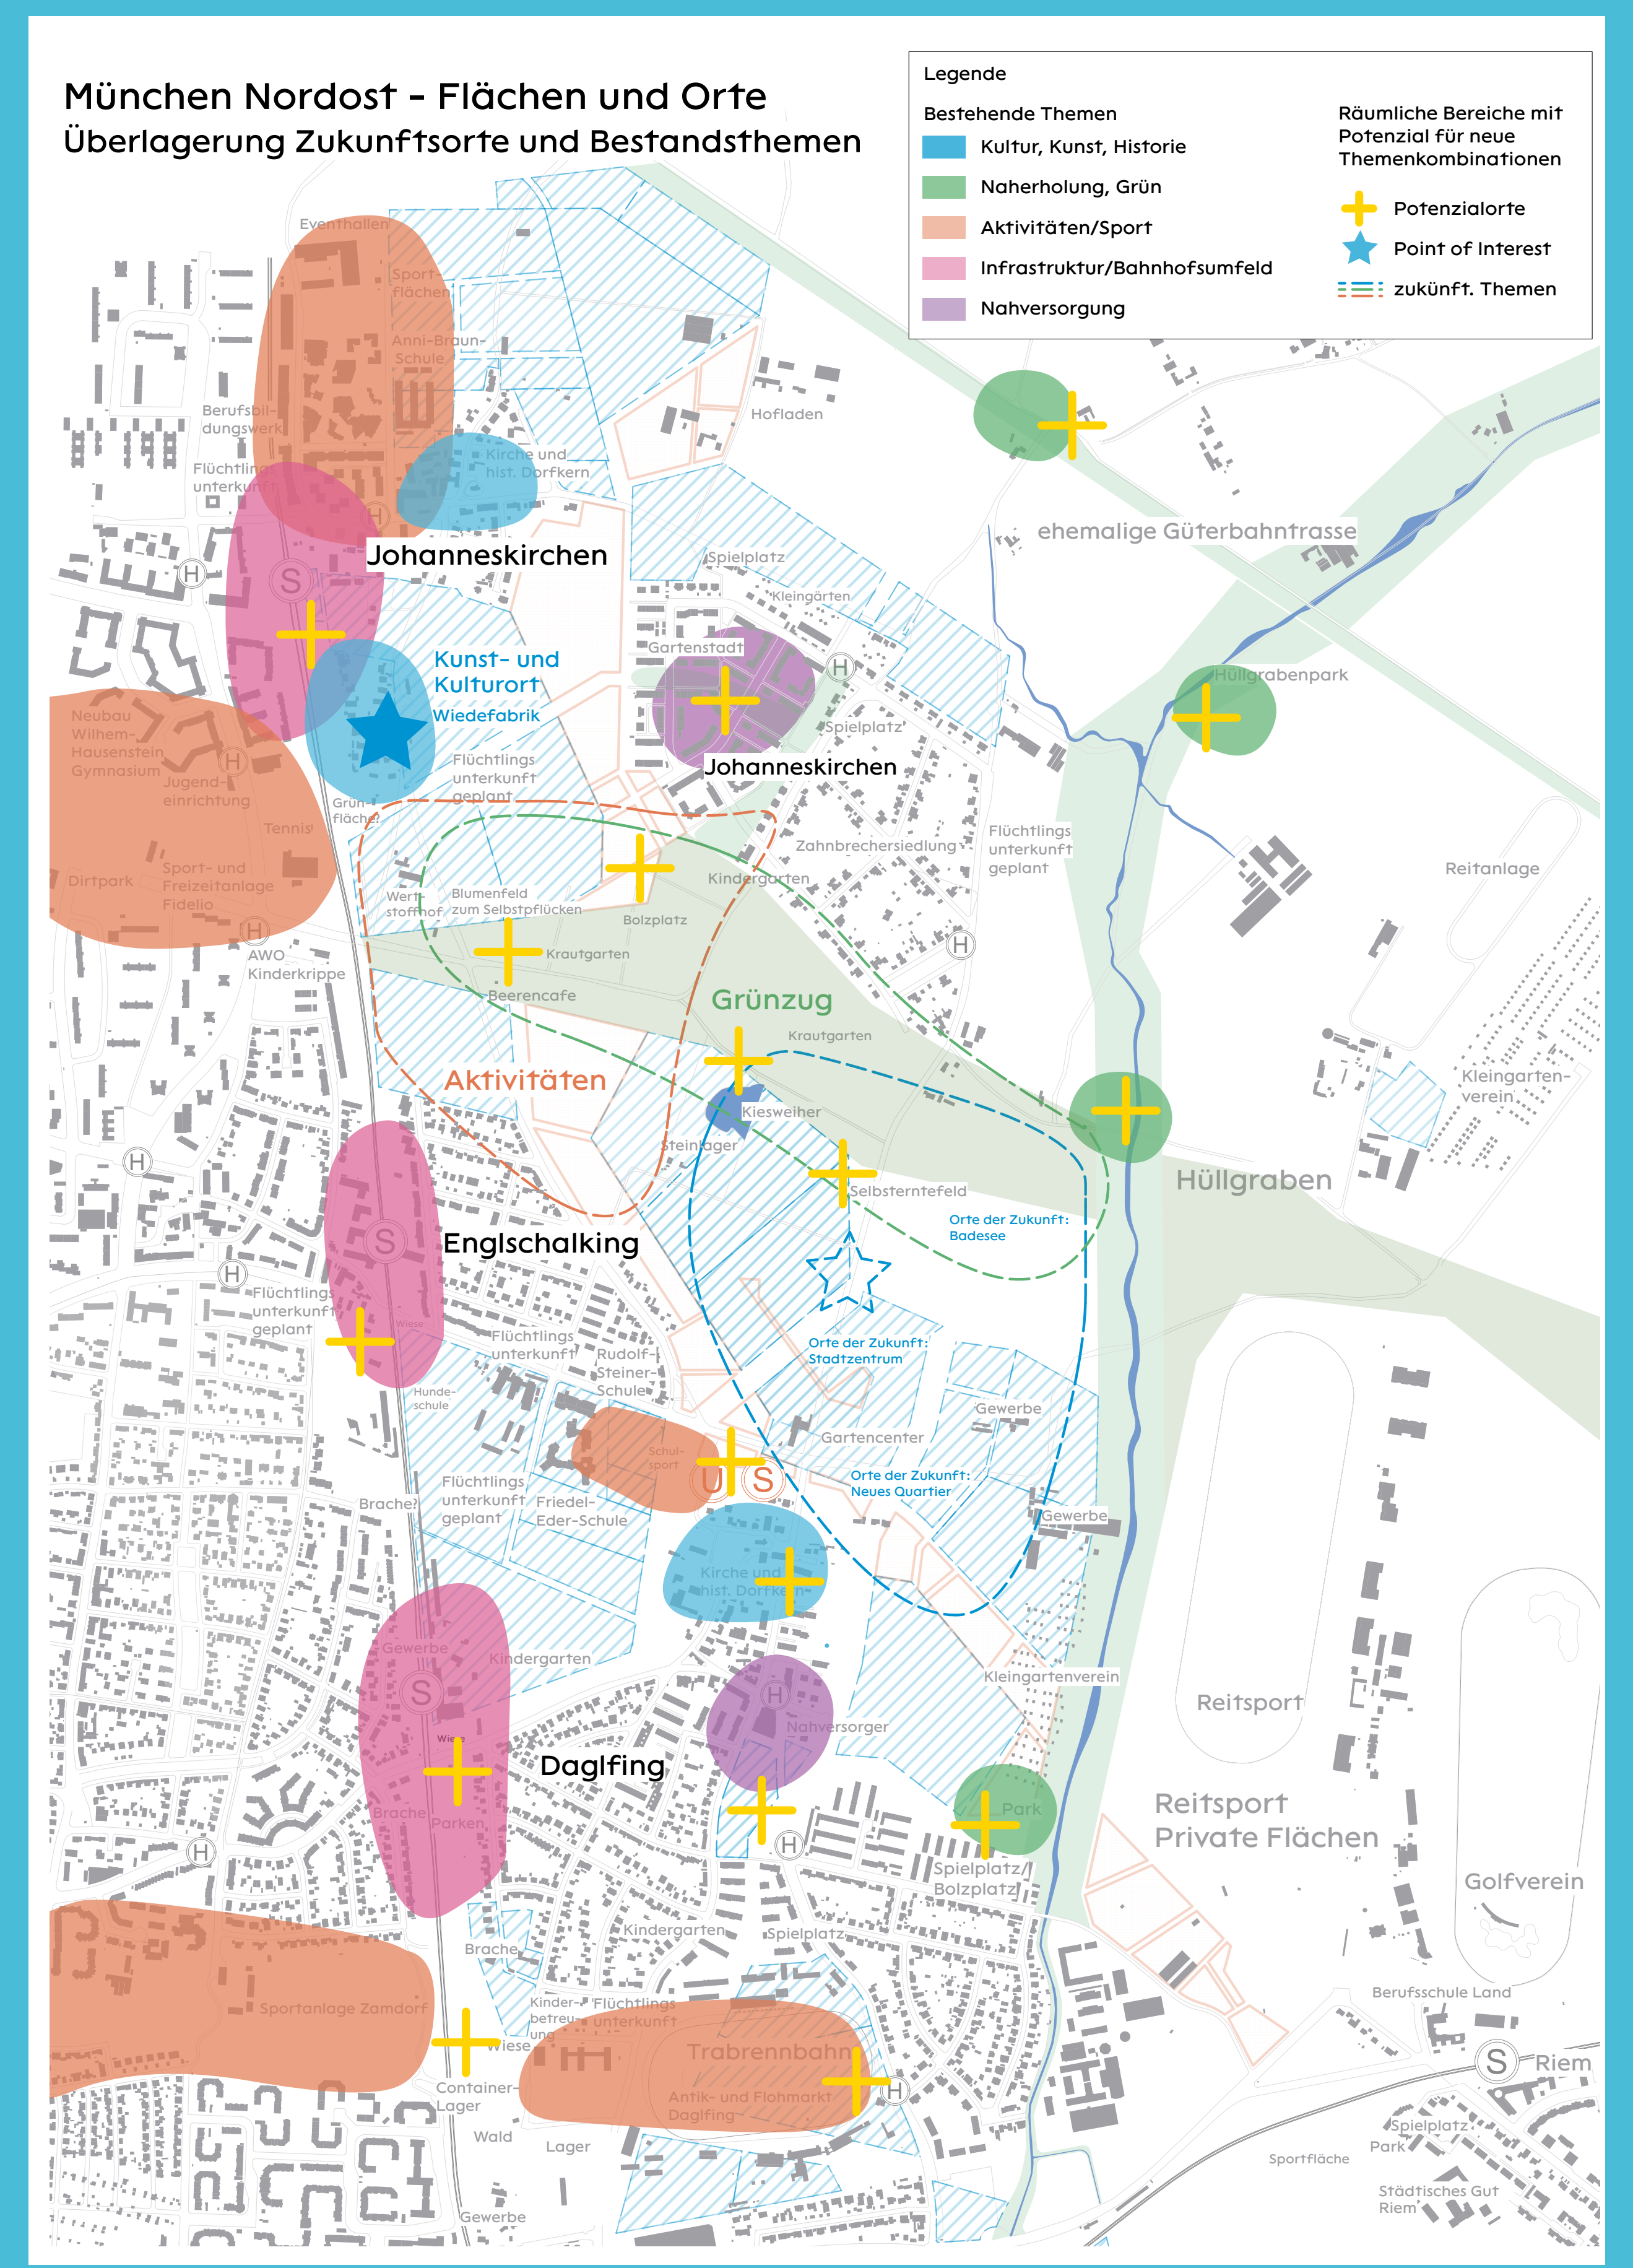 München Nordost - Flächen und Orte
Überlagerung Zukunftsorte und Bestandsthemen
Legende
Bestehende Themen
Kultur, Kunst, Historie
Naherholung, Grün
Aktivitäten/Sport
Infrastruktur/Bahnhofsumfeld
Nahversorgung
Räumliche Bereiche mit
Potenzial für neue
Themenkombinationen
Potenzialorte
Point of Interest
zukünft. Themen
Eventhallen
Sport-
flächen
Anni-Braun-
Schule
Hofladen
Berufsbil-
dungswerk
Kirche und
hist. Dorfkern
Flüchtlings
unterkunft
H
ehemalige Güterbahntrasse
Johanneskirchen
Spielplatz
H
S
Kleingärten
Gartenstadt
H
Hüllgrabenpark
Kunst- und
Kulturort
Wiedefabrik
Neubau
Wilhem-
Hausenstein
Gymnasium
Spielplatz
H
Johanneskirchen
Flüchtlings
unterkunft
geplant
Jugend-
einrichtung
Grün-
fläche?
Tennis
Flüchtlings
unterkunft
geplant
Zahnbrechersiedlung
Reitanlage
Dirtpark
Sport- und
Freizeitanlage
Fidelio
Kindergarten
Wert-
stoffhof
Blumenfeld
zum Selbstpflücken
Bolzplatz
H
H
AWO
Kinderkrippe
Krautgarten
Beerencafe
Grünzug
Krautgarten
Aktivitäten
Kleingarten-
verein
Kiesweiher
Steinlager
H
Hüllgraben
Selbsterntefeld
Orte der Zukunft:
Badesee
S
Englschalking
H
Flüchtlings
unterkunft
geplant
Wiese
Flüchtlings
unterkunft
Rudolf-
Steiner-
Schule
Orte der Zukunft:
Stadtzentrum
Hunde-
schule
Gewerbe
Gartencenter
Schul-
sport
U S
Orte der Zukunft:
Neues Quartier
Flüchtlings
unterkunft
geplant
Brache?
Friedel-
Eder-Schule
Gewerbe
Kirche und
hist. Dorfkern
Gewerbe
Kindergarten
Kleingartenverein
S
H
Reitsport
Nahversorger
Wiese
Daglfing
Brache
Parken
Park
Reitsport
Private Flächen
H
H
Spielplatz/
Bolzplatz
Golfverein
Kindergarten
Spielplatz
Brache
Berufsschule Land
Sportanlage Zamdorf
Kinder-
betreu-
ung
Flüchtlings
unterkunft
Wiese
Trabrennbahn
S
Riem
Container-
Lager
Antik- und Flohmarkt
Daglfing
H
Wald
Lager
Spielplatz
Park
Sportfläche
Städtisches Gut
Riem
Gewerbe